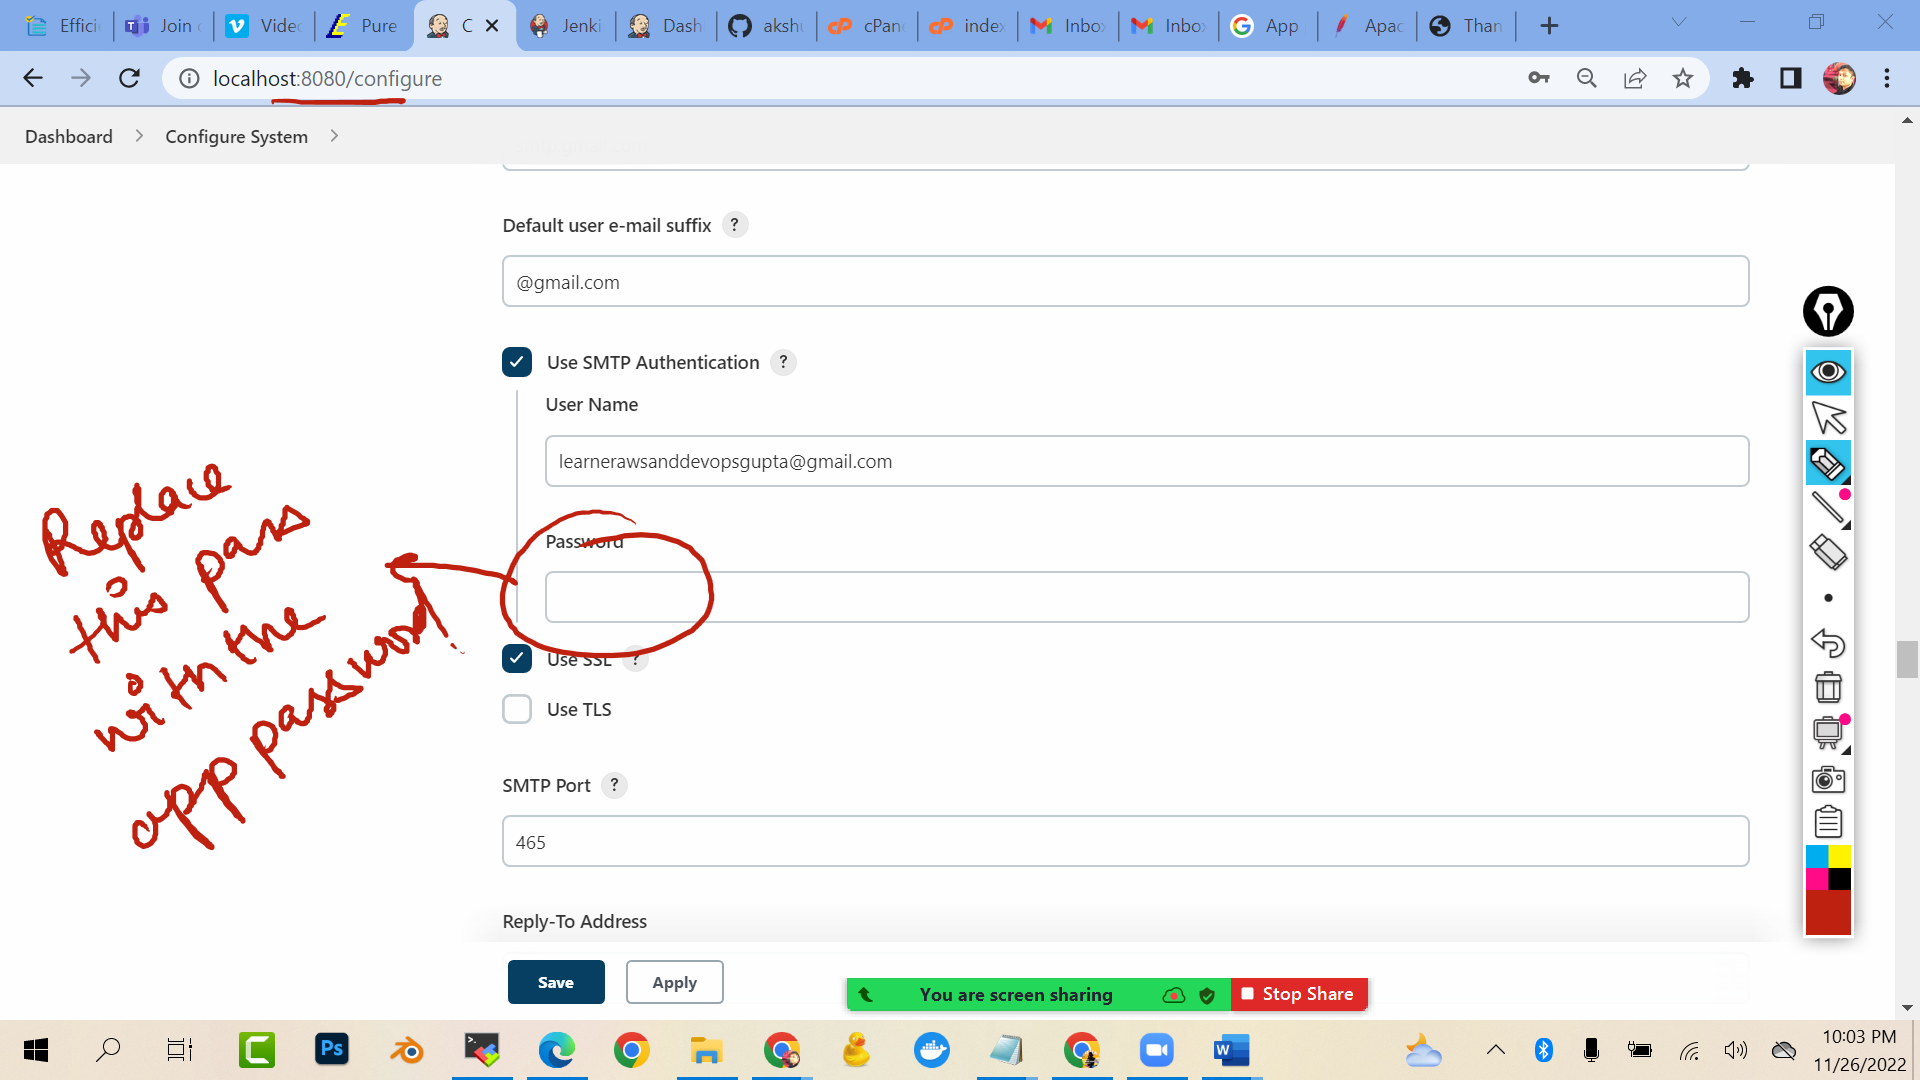 Effici
Join
Video
Pure
C
Jenki
Dash
akshu
cPan
index
Inbox
Inbox
App
Apac
Than
localhost:8080/configure
Dashboard
Configure System
Default user e-mail suffix ?
@gmail.com
Use SMTP Authentication ?
User Name
learnerawsanddevopsgupta@gmail.com
Password
Replace
this pass
with the
app password.
Use SSL ?
Use TLS
SMTP Port ?
465
Reply-To Address
Save
Apply
You are screen sharing
Stop Share
Ps
W
10:03 PM
11/26/2022